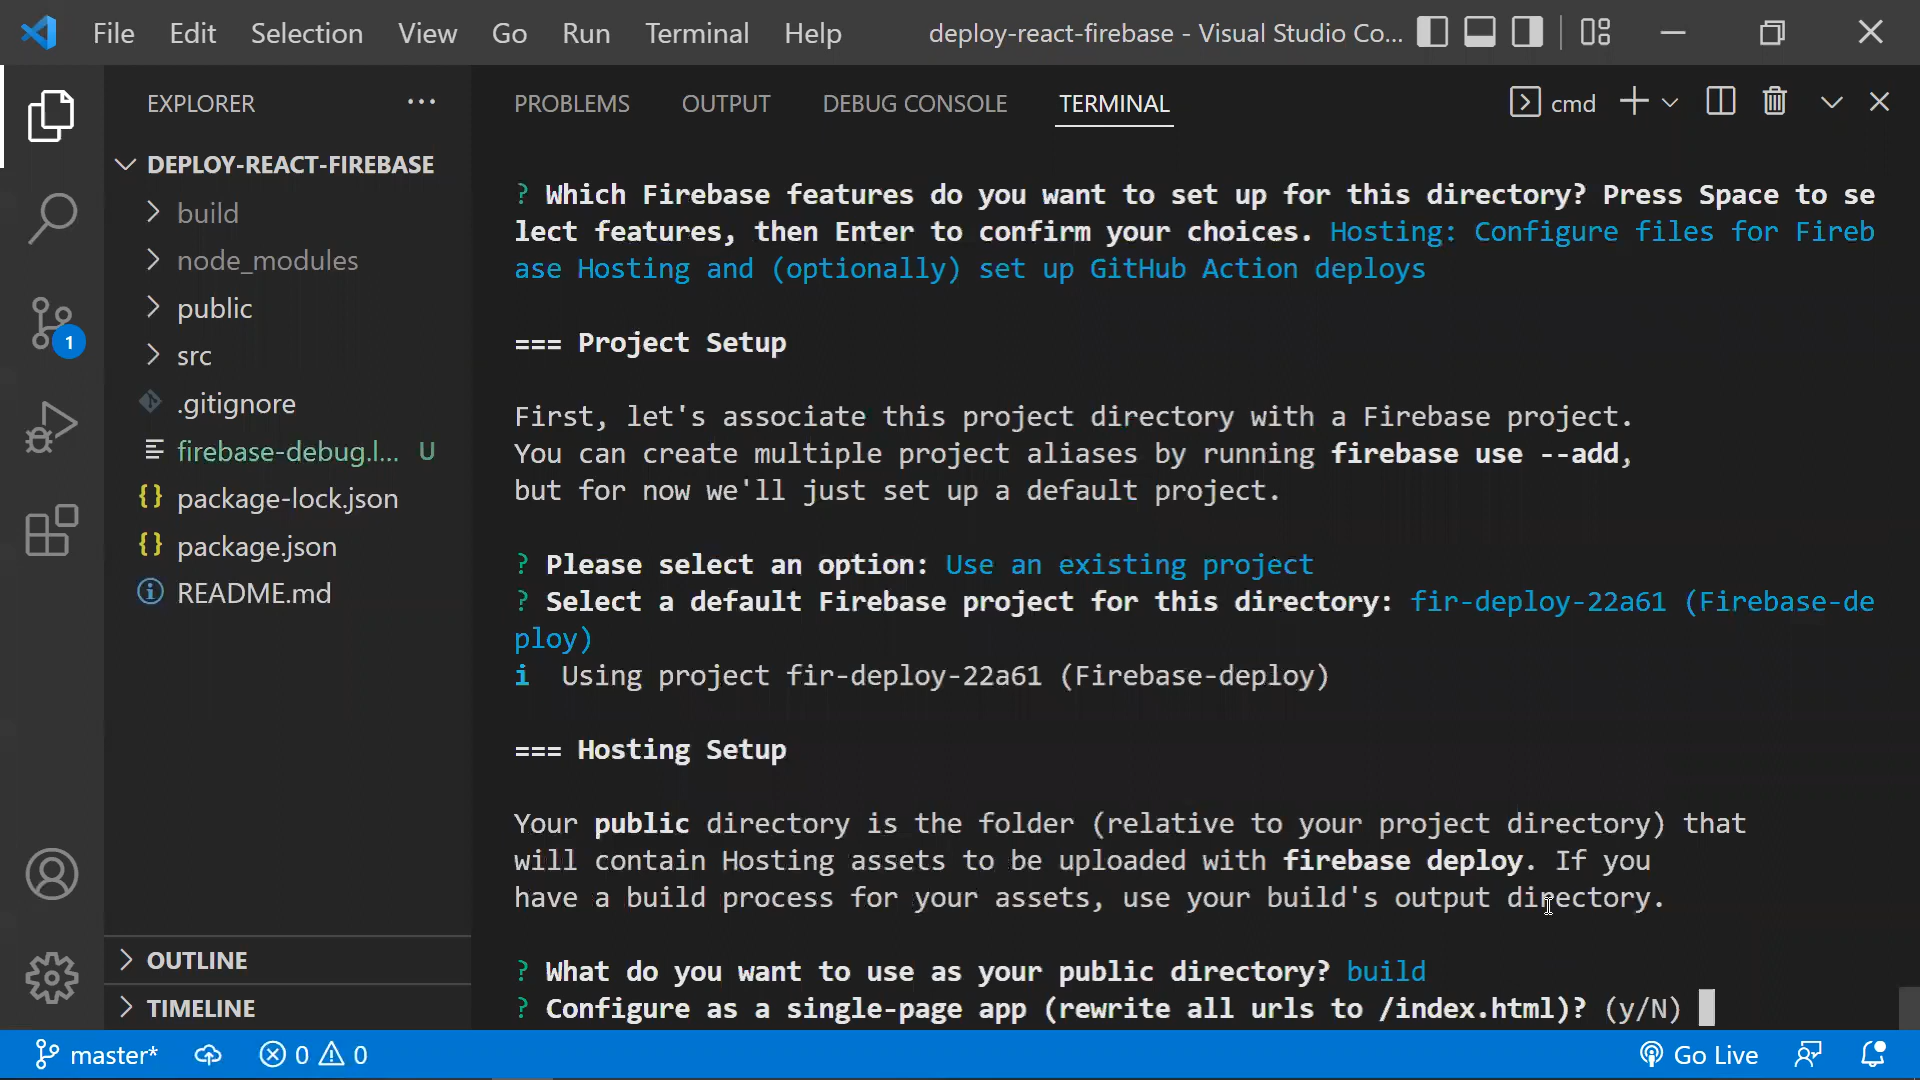 File Edit Selection View Go Run Terminal Help deploy-react-firebase - Visual Studio Co...
EXPLORER ...
PROBLEMS OUTPUT DEBUG CONSOLE TERMINAL cmd
DEPLOY-REACT-FIREBASE
build
node_modules
public
src
.gitignore
firebase-debug.l... U
package-lock.json
package.json
README.md
OUTLINE
TIMELINE
1
? Which Firebase features do you want to set up for this directory? Press Space to se
lect features, then Enter to confirm your choices. Hosting: Configure files for Fireb
ase Hosting and (optionally) set up GitHub Action deploys
=== Project Setup
First, let's associate this project directory with a Firebase project.
You can create multiple project aliases by running firebase use --add,
but for now we'll just set up a default project.
? Please select an option: Use an existing project
? Select a default Firebase project for this directory: fir-deploy-22a61 (Firebase-de
ploy)
i Using project fir-deploy-22a61 (Firebase-deploy)
=== Hosting Setup
Your public directory is the folder (relative to your project directory) that
will contain Hosting assets to be uploaded with firebase deploy. If you
have a build process for your assets, use your build's output directory.
? What do you want to use as your public directory? build
? Configure as a single-page app (rewrite all urls to /index.html)? (y/N)
master* 0 0 Go Live